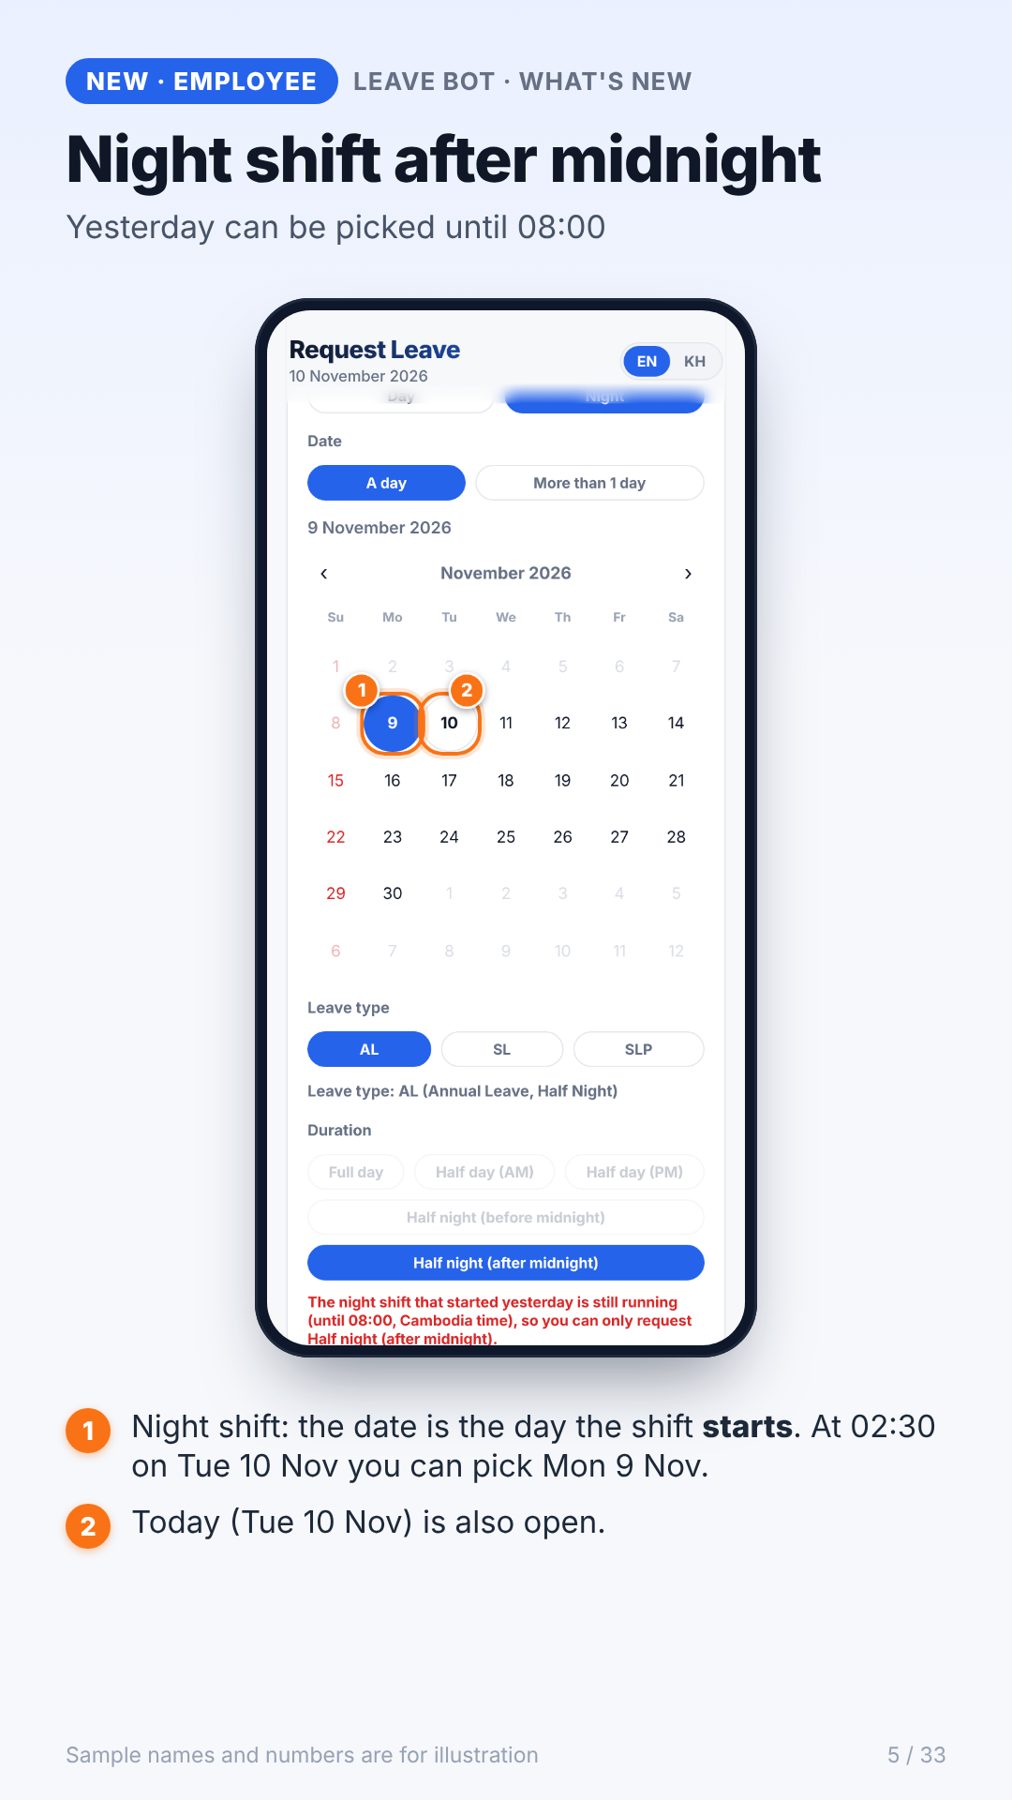 NEW · EMPLOYEE LEAVE BOT · WHAT'S NEW
Night shift after midnight
Yesterday can be picked until 08:00
Request Leave
10 November 2026
EN KH
Day Night
Date
A day More than 1 day
9 November 2026
‹ November 2026 ›
Su Mo Tu We Th Fr Sa
1 2 3 4 5 6 7
1 2
8 9 10 11 12 13 14
15 16 17 18 19 20 21
22 23 24 25 26 27 28
29 30 1 2 3 4 5
6 7 8 9 10 11 12
Leave type
AL SL SLP
Leave type: AL (Annual Leave, Half Night)
Duration
Full day Half day (AM) Half day (PM)
Half night (before midnight)
Half night (after midnight)
The night shift that started yesterday is still running
(until 08:00, Cambodia time), so you can only request
Half night (after midnight).
1 Night shift: the date is the day the shift starts. At 02:30
on Tue 10 Nov you can pick Mon 9 Nov.
2 Today (Tue 10 Nov) is also open.
Sample names and numbers are for illustration 5 / 33